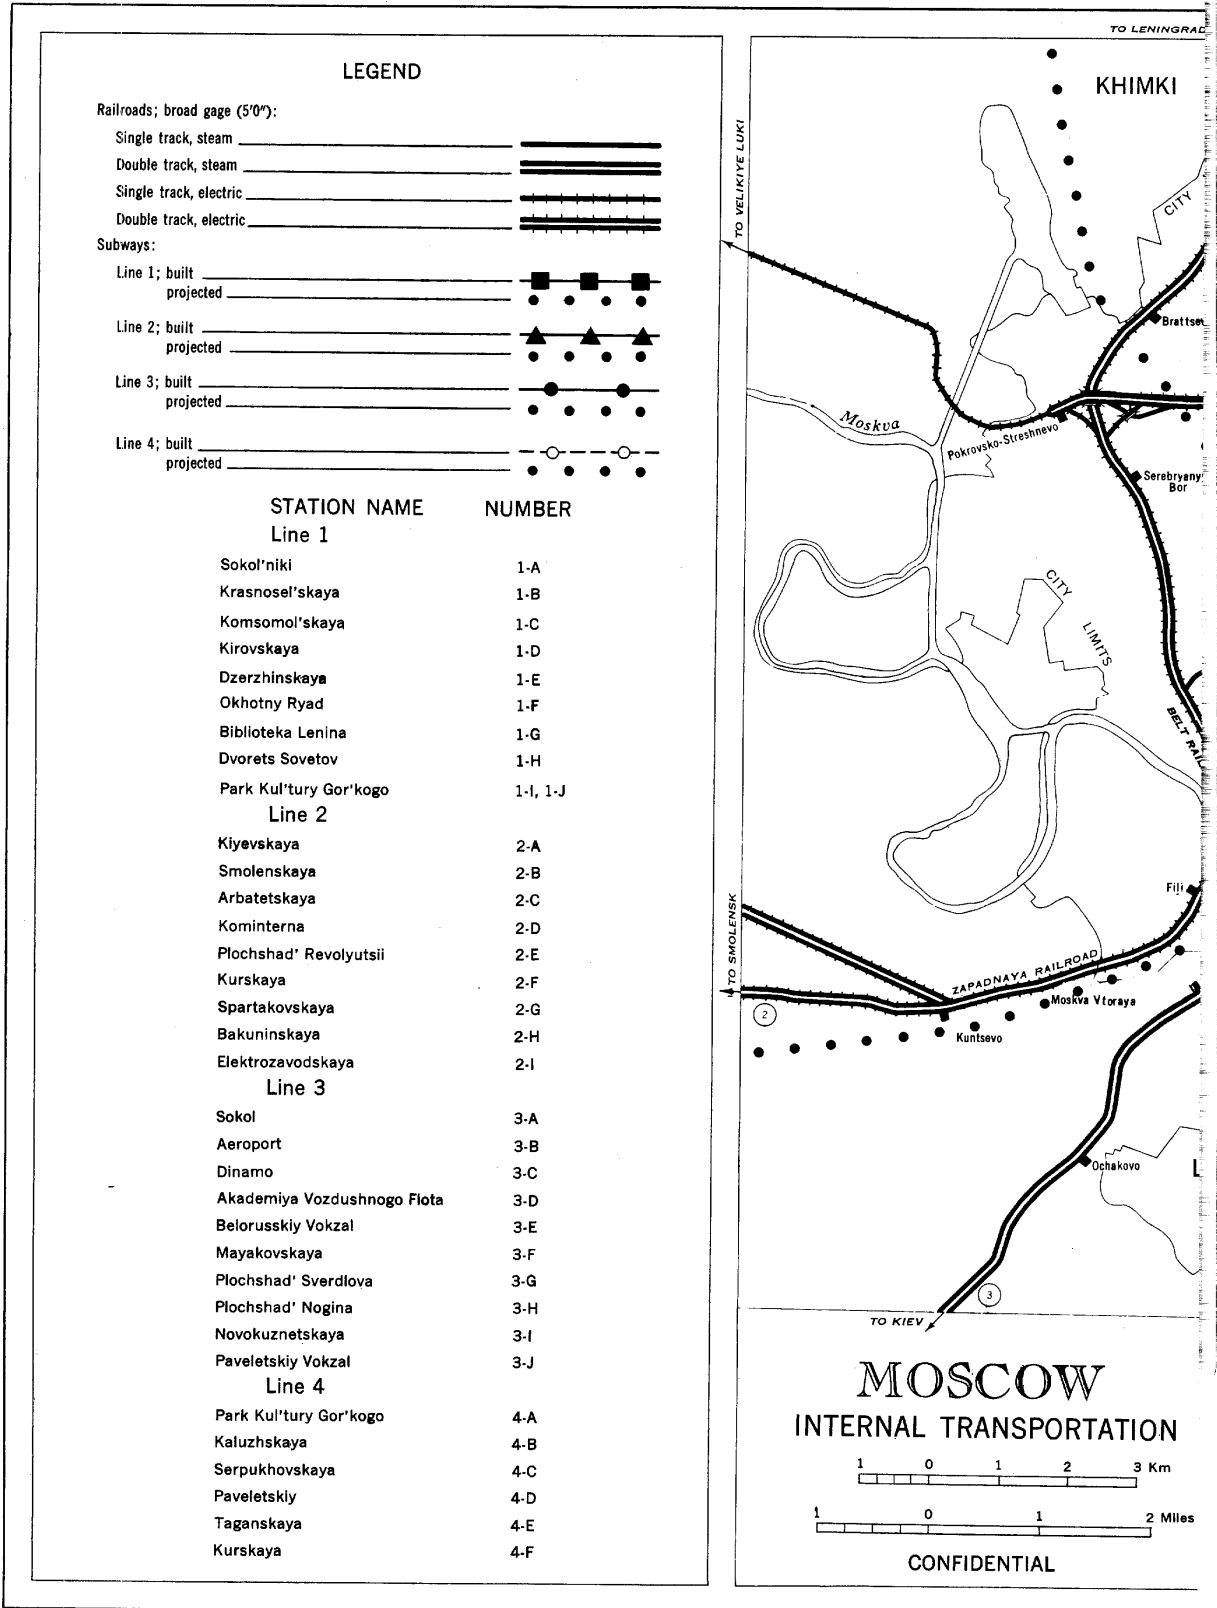 LEGEND
Railroads; broad gage (5'0"):
Single track, steam
Double track, steam
Single track, electric
Double track, electric
Subways:
Line 1; built
projected
Line 2; built
projected
Line 3; built
projected
Line 4; built
projected
STATION NAME NUMBER
Line 1
Sokol'niki 1-A
Krasnosel'skaya 1-B
Komsomol'skaya 1-C
Kirovskaya 1-D
Dzerzhinskaya 1-E
Okhotny Ryad 1-F
Biblioteka Lenina 1-G
Dvorets Sovetov 1-H
Park Kul'tury Gor'kogo 1-I, 1-J
Line 2
Kiyevskaya 2-A
Smolenskaya 2-B
Arbatetskaya 2-C
Kominterna 2-D
Plochshad' Revolyutsii 2-E
Kurskaya 2-F
Spartakovskaya 2-G
Bakuninskaya 2-H
Elektrozavodskaya 2-I
Line 3
Sokol 3-A
Aeroport 3-B
Dinamo 3-C
Akademiya Vozdushnogo Flota 3-D
Belorusskiy Vokzal 3-E
Mayakovskaya 3-F
Plochshad' Sverdlova 3-G
Plochshad' Nogina 3-H
Novokuznetskaya 3-I
Paveletskiy Vokzal 3-J
Line 4
Park Kul'tury Gor'kogo 4-A
Kaluzhskaya 4-B
Serpukhovskaya 4-C
Paveletskiy 4-D
Taganskaya 4-E
Kurskaya 4-F
TO LENINGRAD
KHIMKI
TO VELIKIYE LUKI
CITY
Brattse
Moskva
Pokrovsko-Streshnevo
Serebryany
Bor
CITY
LIMITS
BELT RAIL
Fili
TO SMOLENSK
ZAPADNAYA RAILROAD
Moskva Vtoraya
2
Kuntsevo
Ochakovo
L
3
TO KIEV
MOSCOW
INTERNAL TRANSPORTATION
1 0 1 2 3 Km
1 0 1 2 Miles
CONFIDENTIAL